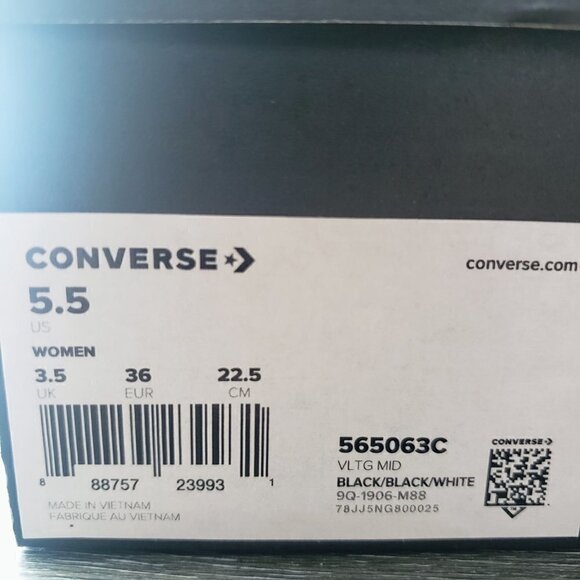 CONVERSE
converse.com
5.5
US
WOMEN
3.5 36 22.5
UK EUR CM
8 88757 23993 1
MADE IN VIETNAM
FABRIQUE AU VIETNAM
565063C
VLTG MID
BLACK/BLACK/WHITE
9Q-1906-M88
78JJ5NG800025
CONVERSE